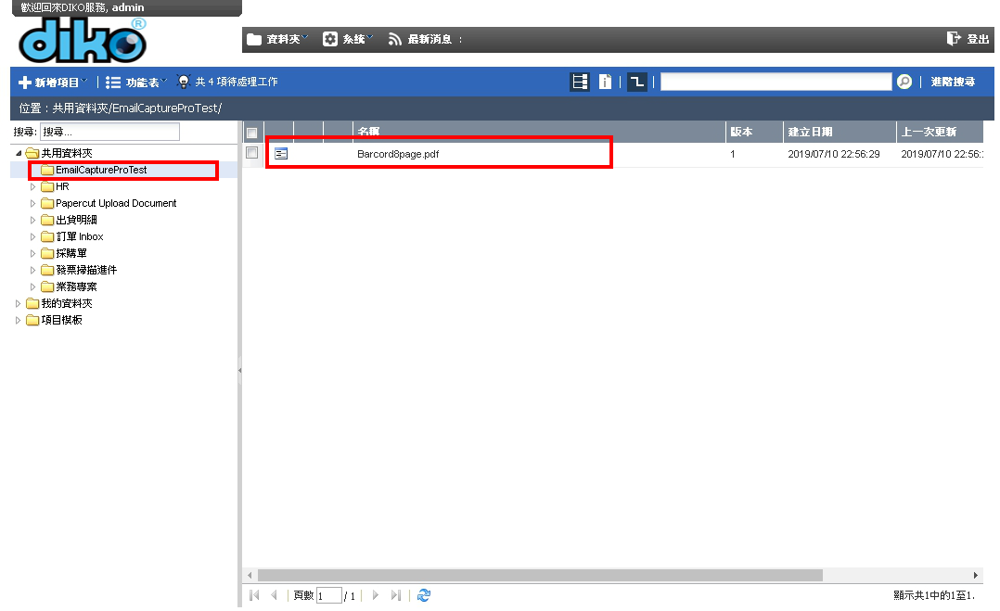 歡迎回來DIKO服務, admin
diko®
資料夾 系統 最新消息 : 登出
新增項目 功能表 共 4 項待處理工作 進階搜尋
位置：共用資料夾/EmailCaptureProTest/
搜尋: 搜尋...
名稱 版本 建立日期 上一次更新
Barcord8page.pdf 1 2019/07/10 22:56:29 2019/07/10 22:56:
共用資料夾
EmailCaptureProTest
HR
Papercut Upload Document
出貨明細
訂單 Inbox
採購單
發票掃描進件
業務專案
我的資料夾
項目模板
頁數 1 / 1 顯示共1中的1至1.